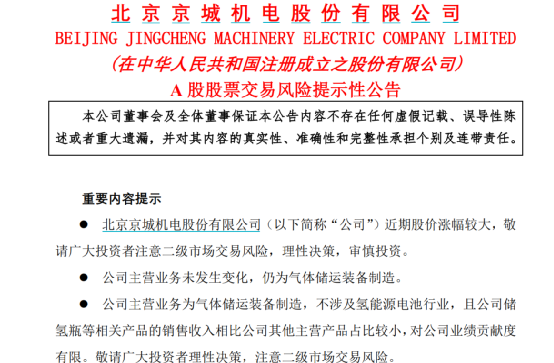 北京京城机电股份有限公司
BEIJING JINGCHENG MACHINERY ELECTRIC COMPANY LIMITED
(在中华人民共和国注册成立之股份有限公司)
A 股股票交易风险提示性公告
本公司董事会及全体董事保证本公告内容不存在任何虚假记载、误导性陈
述或者重大遗漏，并对其内容的真实性、准确性和完整性承担个别及连带责任。
重要内容提示
● 北京京城机电股份有限公司（以下简称“公司”）近期股价涨幅较大，敬
请广大投资者注意二级市场交易风险，理性决策，审慎投资。
● 公司主营业务未发生变化，仍为气体储运装备制造。
● 公司主营业务为气体储运装备制造，不涉及氢能源电池行业，且公司储
氢瓶等相关产品的销售收入相比公司其他主营产品占比较小，对公司业绩贡献度
有限。敬请广大投资者理性决策，注意二级市场交易风险。